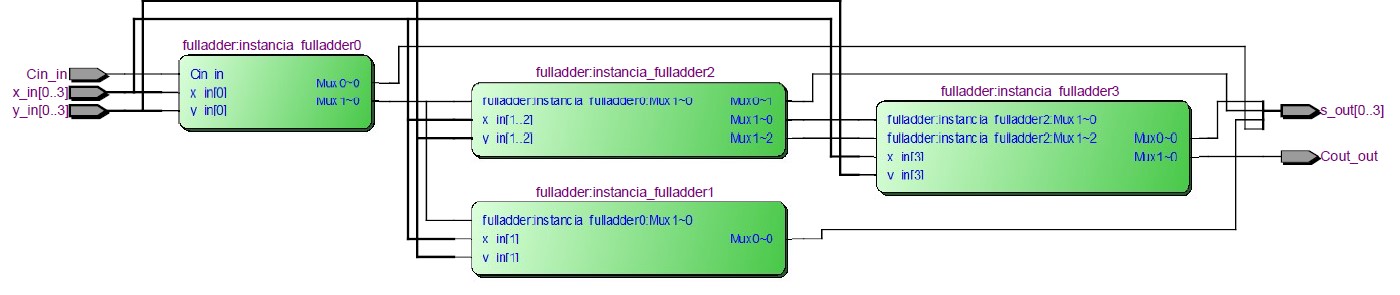 fulladder:instancia_fulladder0
Cin_in
x_in[0..3]
y_in[0..3]
Cin_in
x_in[0]
y_in[0]
Mux0~0
Mux1~0
fulladder:instancia_fulladder2
fulladder:instancia_fulladder0:Mux1~0
x_in[1..2]
y_in[1..2]
Mux0~1
Mux1~0
Mux1~2
fulladder:instancia_fulladder3
fulladder:instancia_fulladder2:Mux1~0
fulladder:instancia_fulladder2:Mux1~2
x_in[3]
y_in[3]
Mux0~0
Mux1~0
s_out[0..3]
Cout_out
fulladder:instancia_fulladder1
fulladder:instancia_fulladder0:Mux1~0
x_in[1]
y_in[1]
Mux0~0